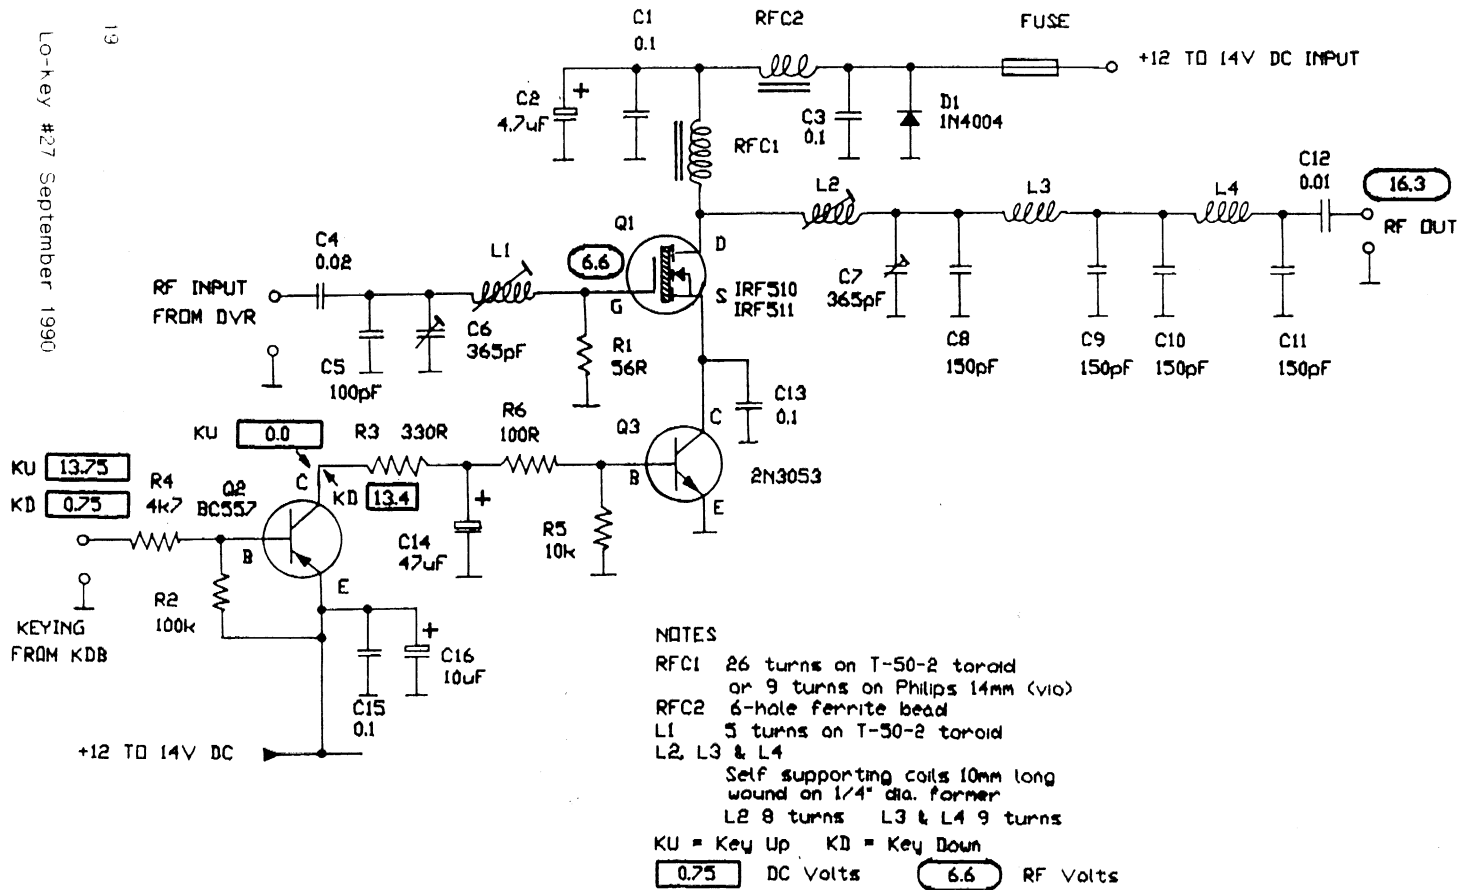 19
Lo-key #27 September 1990
C1
0.1
RFC2
FUSE
+12 TO 14V DC INPUT
C2
4.7uF
+
C3
0.1
D1
1N4004
RFC1
C12
0.01
16.3
RF OUT
L2
L3
L4
Q1
D
6.6
C4
0.02
L1
G
S
IRF510
IRF511
C7
365pF
RF INPUT
FROM DVR
C5
100pF
C6
365pF
R1
56R
C8
150pF
C9
150pF
C10
150pF
C11
150pF
C13
0.1
KU 0.0
R3 330R
R6
100R
Q3
C
B
E
2N3053
KU 13.75
KD 0.75
R4
4k7
Q2
BC557
C
KD 13.4
B
E
+
C14
47uF
R5
10k
R2
100k
KEYING
FROM KDB
+
C16
10uF
C15
0.1
+12 TO 14V DC
NOTES
RFC1 26 turns on T-50-2 toroid
or 9 turns on Philips 14mm (vio)
RFC2 6-hole ferrite bead
L1 5 turns on T-50-2 toroid
L2, L3 & L4
Self supporting coils 10mm long
wound on 1/4" dia. former
L2 8 turns L3 & L4 9 turns
KU = Key Up KD = Key Down
0.75 DC Volts 6.6 RF Volts